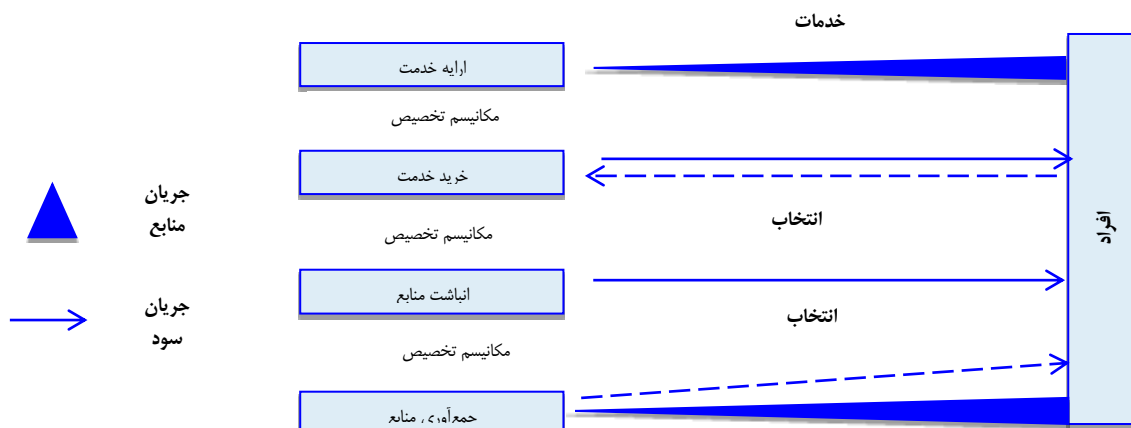 خدمات
ارایه خدمت
مکانیسم تخصیص
خرید خدمت
جریان
منابع
انتخاب
مکانیسم تخصیص
افراد
انباشت منابع
جریان
سود
انتخاب
مکانیسم تخصیص
جمع‌آوری منابع